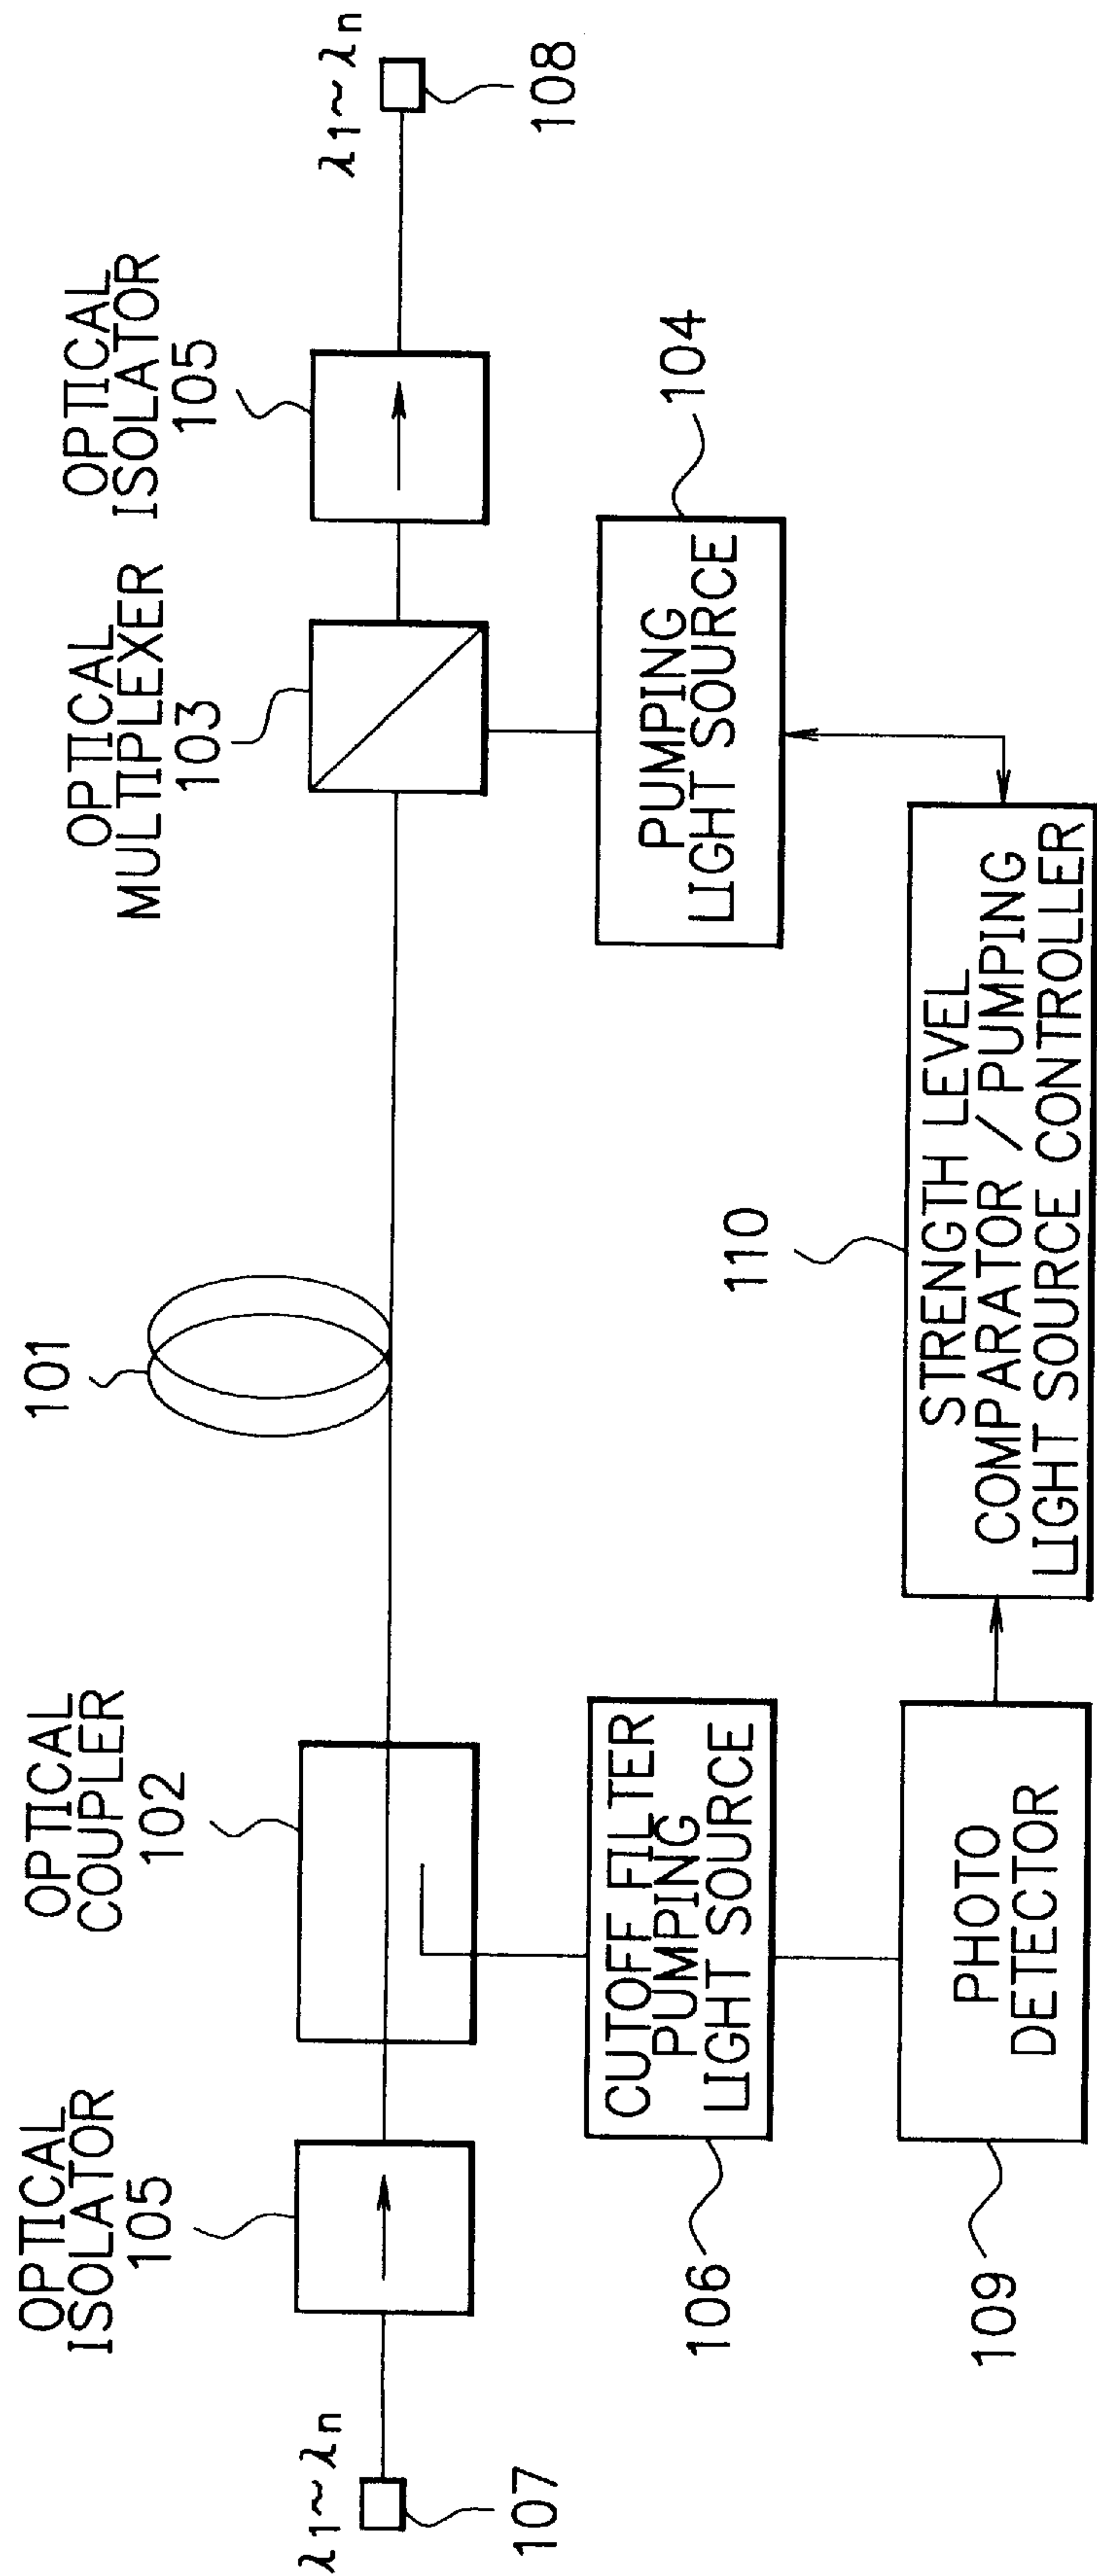 λ1~λn
107
OPTICAL
ISOLATOR
105
OPTICAL
COUPLER
102
101
OPTICAL
MULTIPLEXER
103
OPTICAL
ISOLATOR
105
λ1~λn
108
CUTOFF FILTER
PUMPING
LIGHT SOURCE
106
PUMPING
LIGHT SOURCE
104
PHOTO
DETECTOR
109
110
STRENGTH LEVEL
COMPARATOR / PUMPING
LIGHT SOURCE CONTROLLER